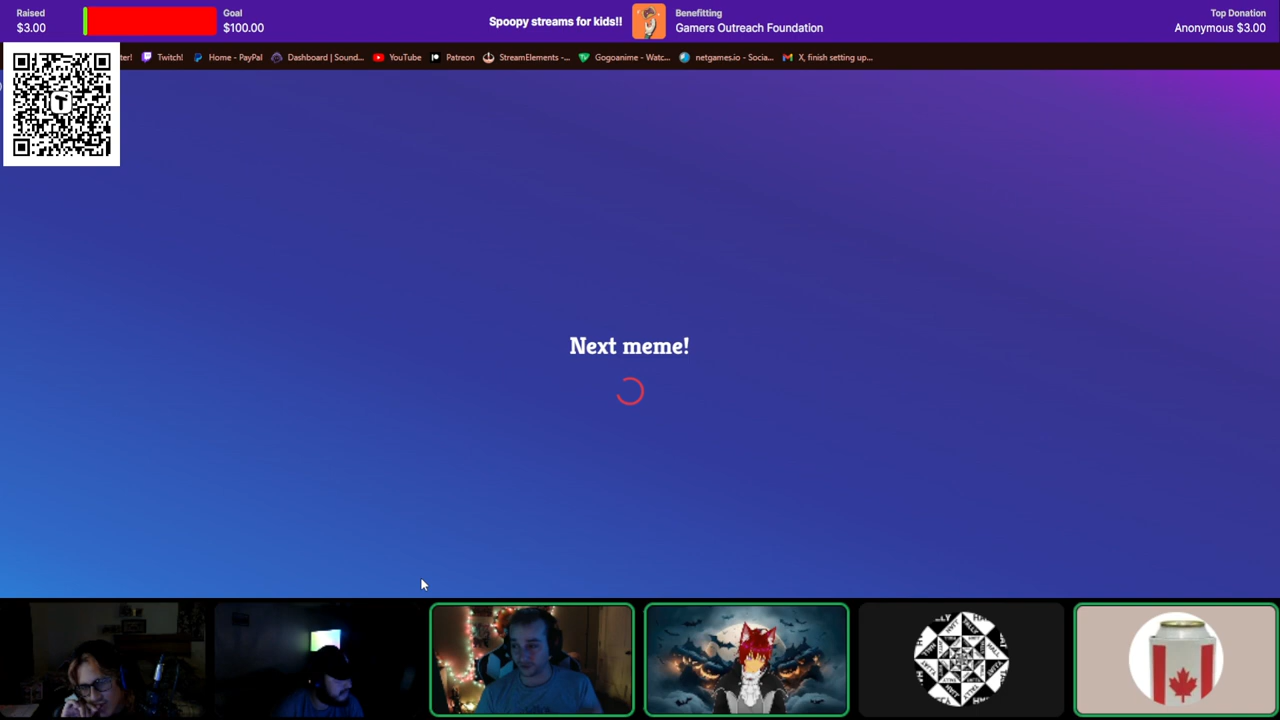 Raised
$3.00
Goal
$100.00
Spoopy streams for kids!!
Benefitting
Gamers Outreach Foundation
Top Donation
Anonymous $3.00
ter!
Twitch!
Home - PayPal
Dashboard | Sound...
YouTube
Patreon
StreamElements -...
Gogoanime - Watc...
netgames.io - Socia...
X, finish setting up...
Next meme!